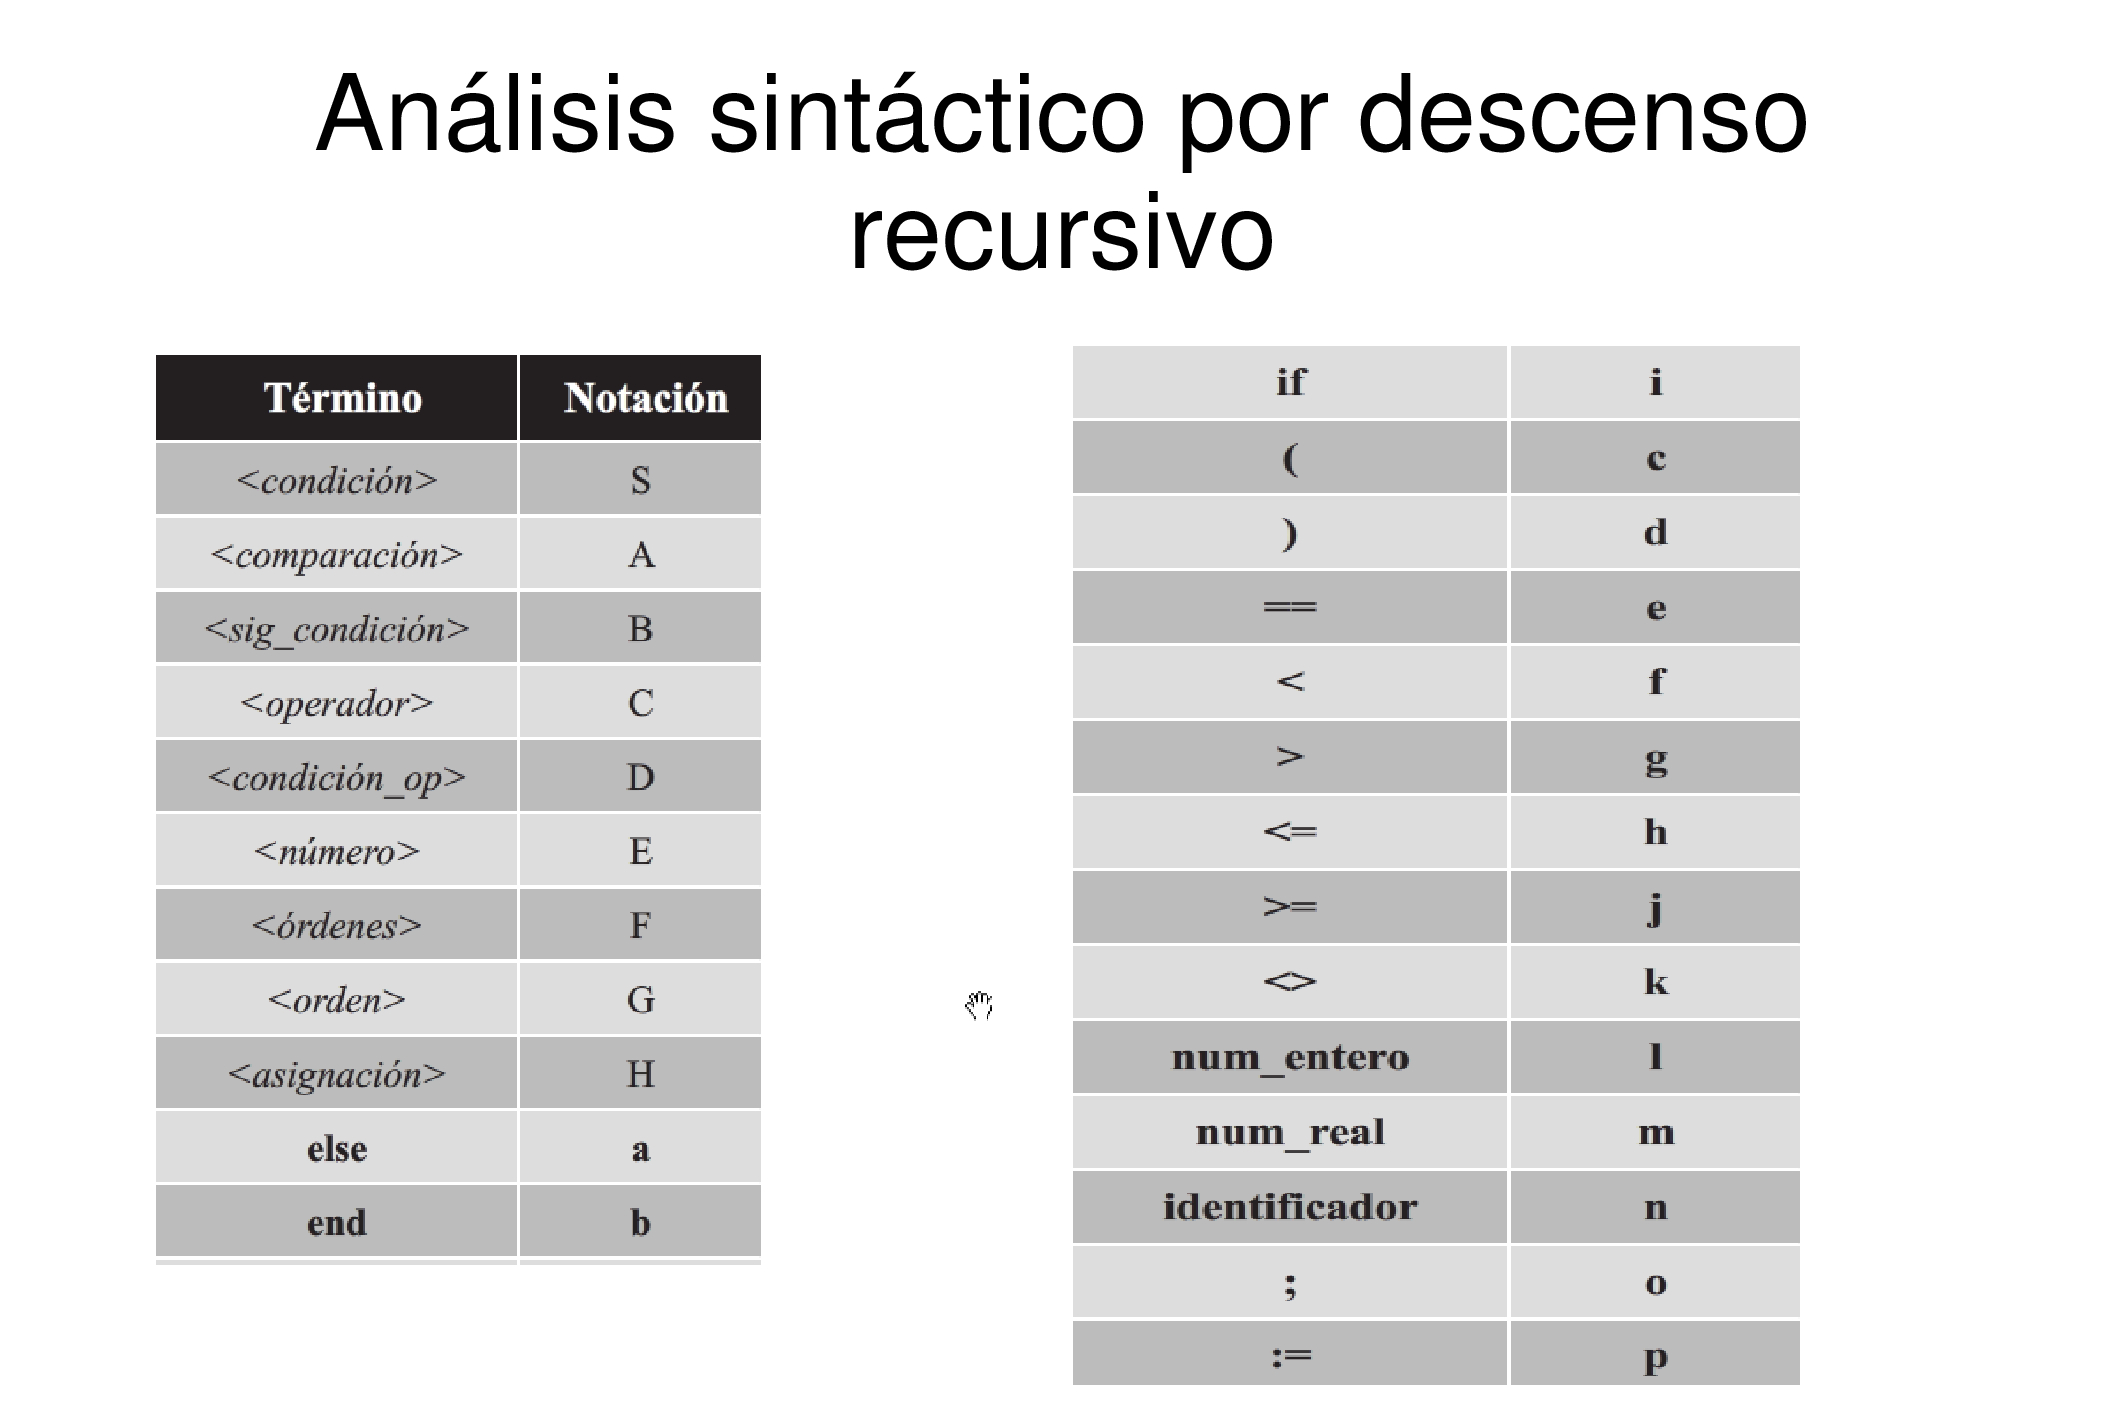 Análisis sintáctico por descenso
recursivo
Término Notación
<condición> S
<comparación> A
<sig_condición> B
<operador> C
<condición_op> D
<número> E
<órdenes> F
<orden> G
<asignación> H
else a
end b
if i
( c
) d
== e
< f
> g
<= h
>= j
<> k
num_entero l
num_real m
identificador n
; o
:= p